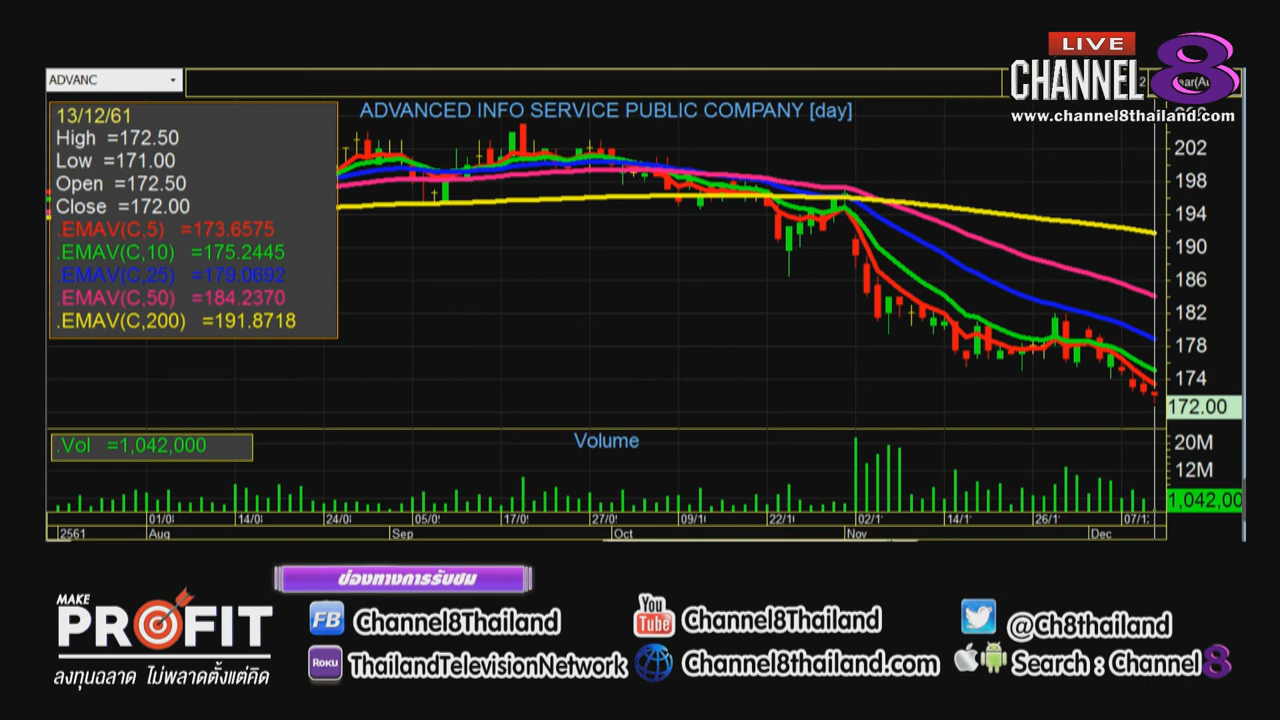 LIVE
CHANNEL 8
www.channel8thailand.com
ADVANC
ADVANCED INFO SERVICE PUBLIC COMPANY [day]
13/12/61
High =172.50
Low =171.00
Open =172.50
Close =172.00
.EMAV(C,5) =173.6575
.EMAV(C,10) =175.2445
.EMAV(C,25) =179.0692
.EMAV(C,50) =184.2370
.EMAV(C,200) =191.8718
202
198
194
190
186
182
178
174
172.00
.Vol =1,042,000
Volume
20M
12M
1,042,00
01/0 14/0 24/0 05/0 17/0 27/0 09/1 22/1 02/1 14/1 26/1 07/1
2561 Aug Sep Oct Nov Dec
ช่องทางการรับชม
MAKE
PROFIT
ลงทุนฉลาด ไม่พลาดตั้งแต่คิด
FB Channel8Thailand
You Tube Channel8Thailand
@Ch8thailand
Roku ThailandTelevisionNetwork
Channel8thailand.com
Search : Channel 8